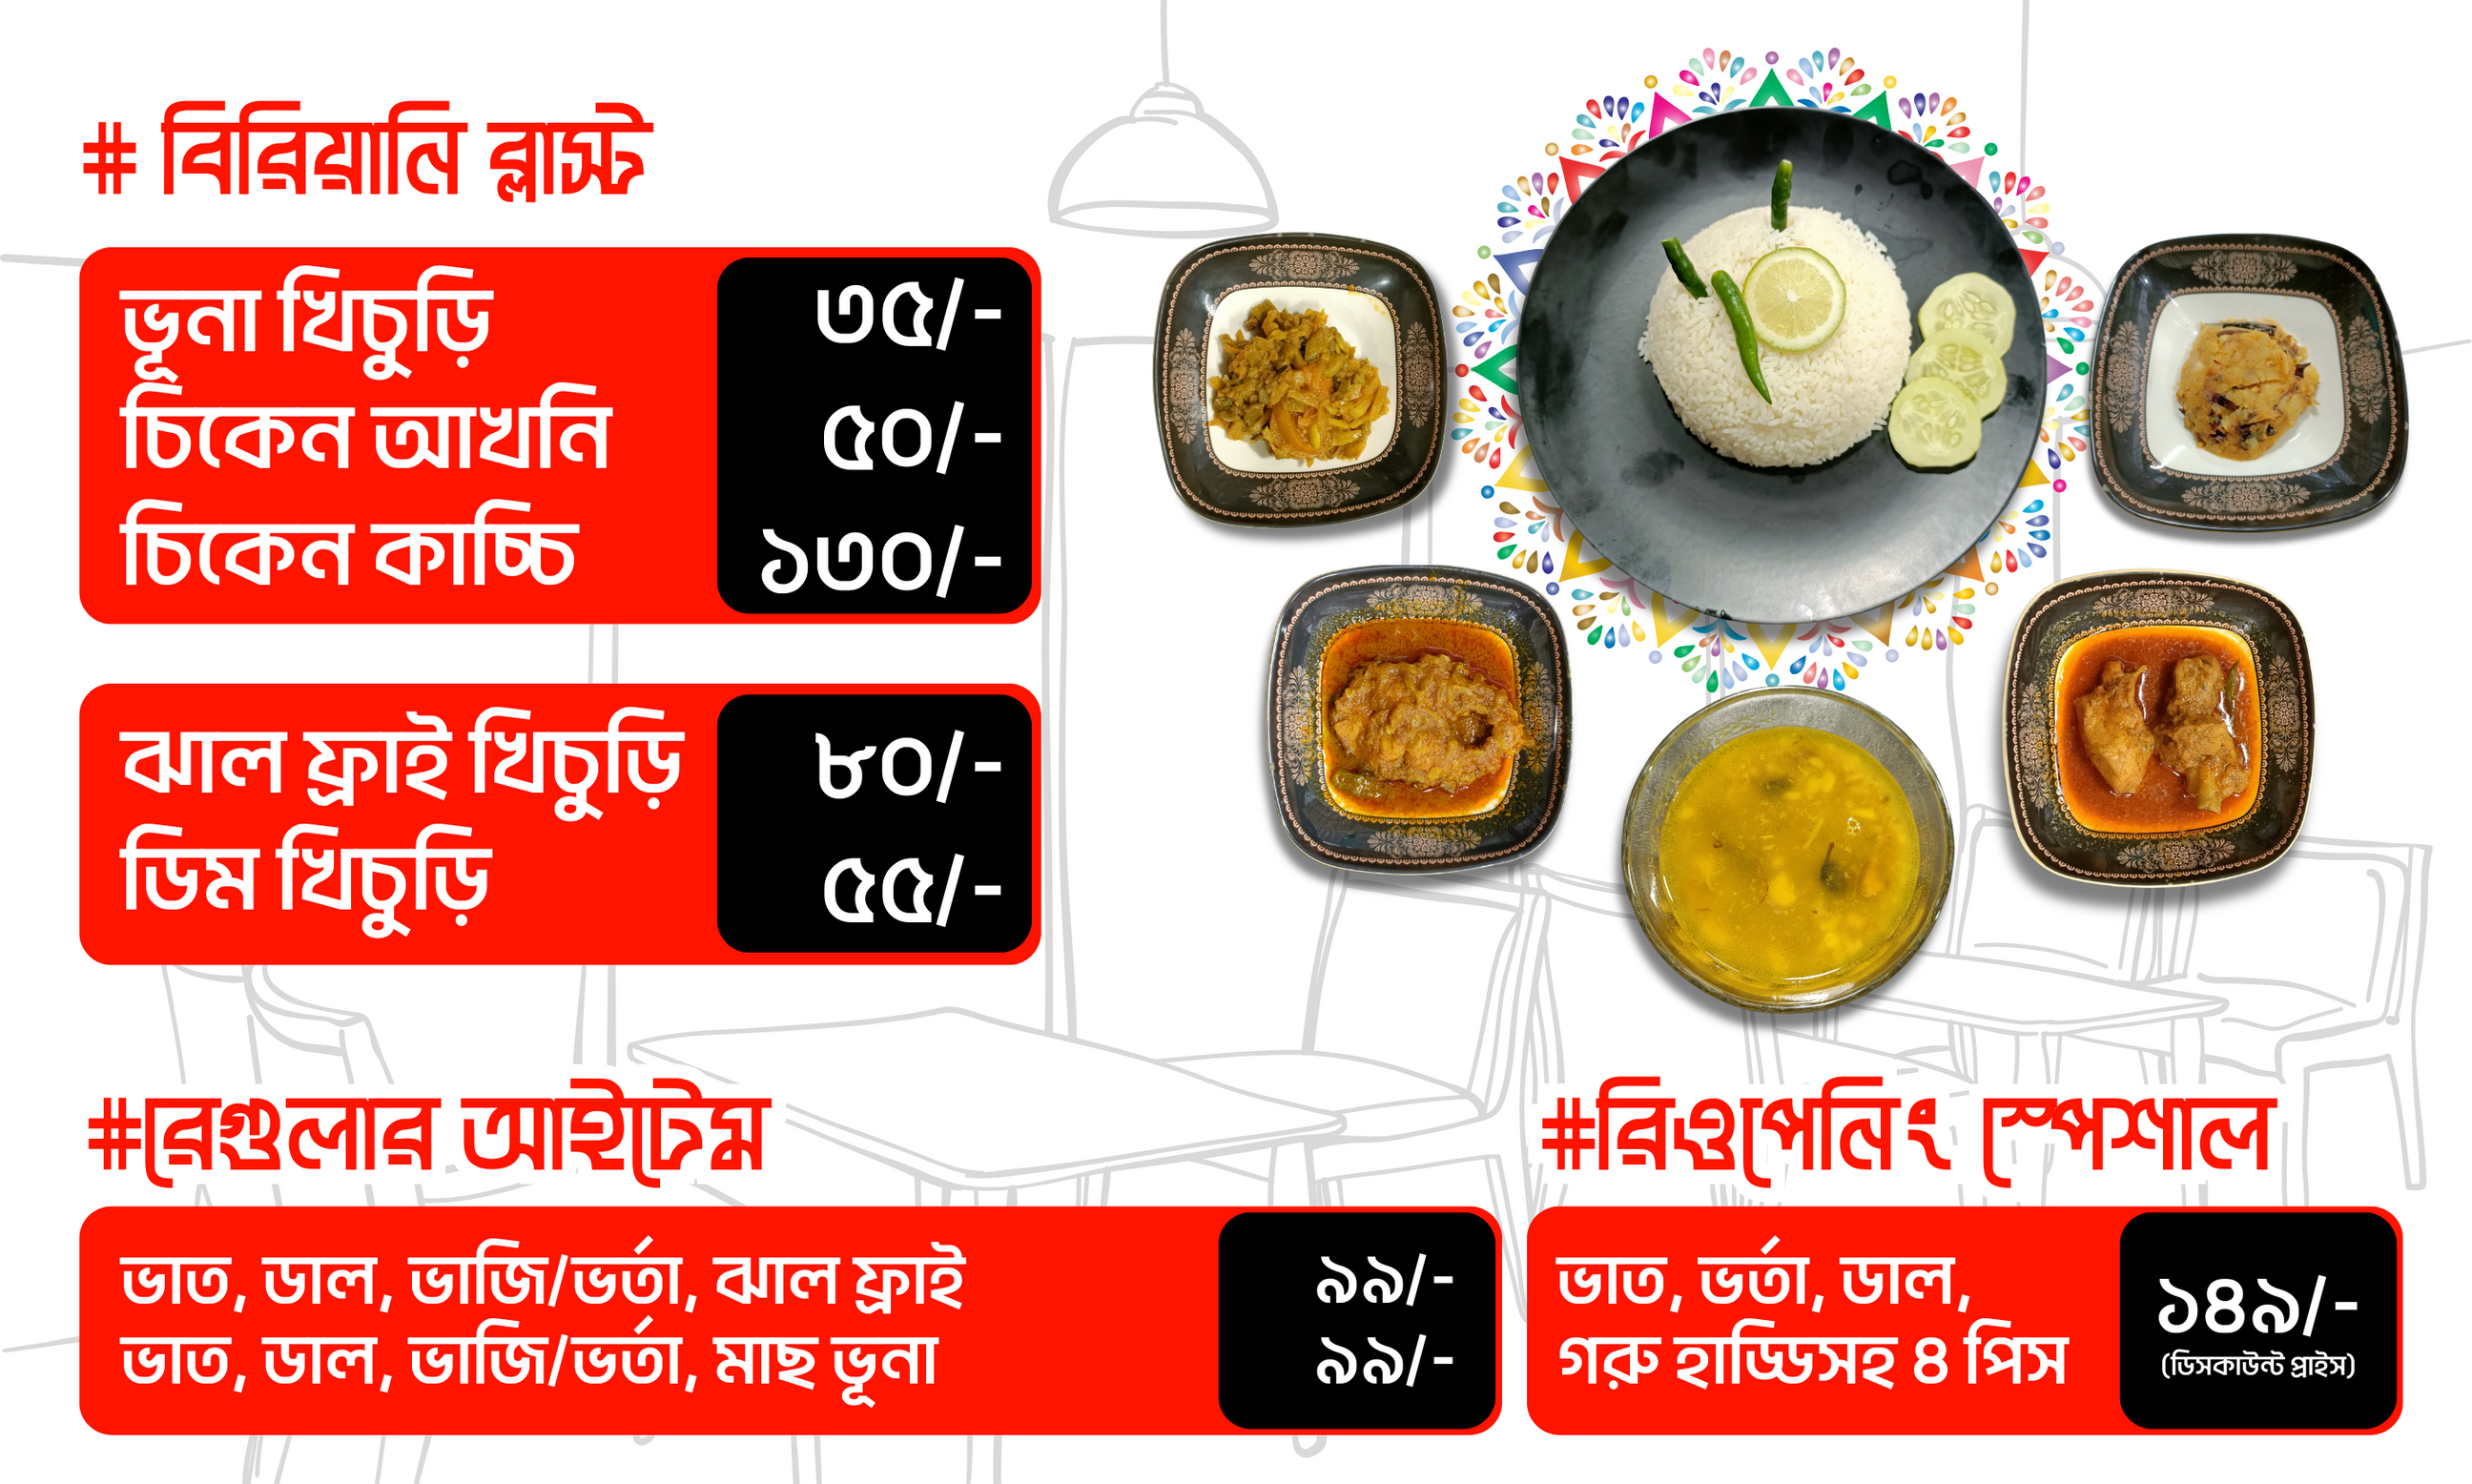 # বিরিয়ানি ব্লাস্ট
ভূনা খিচুড়ি ৩৫/-
চিকেন আখনি ৫০/-
চিকেন কাচ্চি ১৩০/-
ঝাল ফ্রাই খিচুড়ি ৮০/-
ডিম খিচুড়ি ৫৫/-
#রেগুলার আইটেম
ভাত, ডাল, ভাজি/ভর্তা, ঝাল ফ্রাই ৯৯/-
ভাত, ডাল, ভাজি/ভর্তা, মাছ ভূনা ৯৯/-
#রিওপেনিং স্পেশাল
ভাত, ভর্তা, ডাল,
গরু হাড্ডিসহ ৪ পিস
১৪৯/-
(ডিসকাউন্ট প্রাইস)